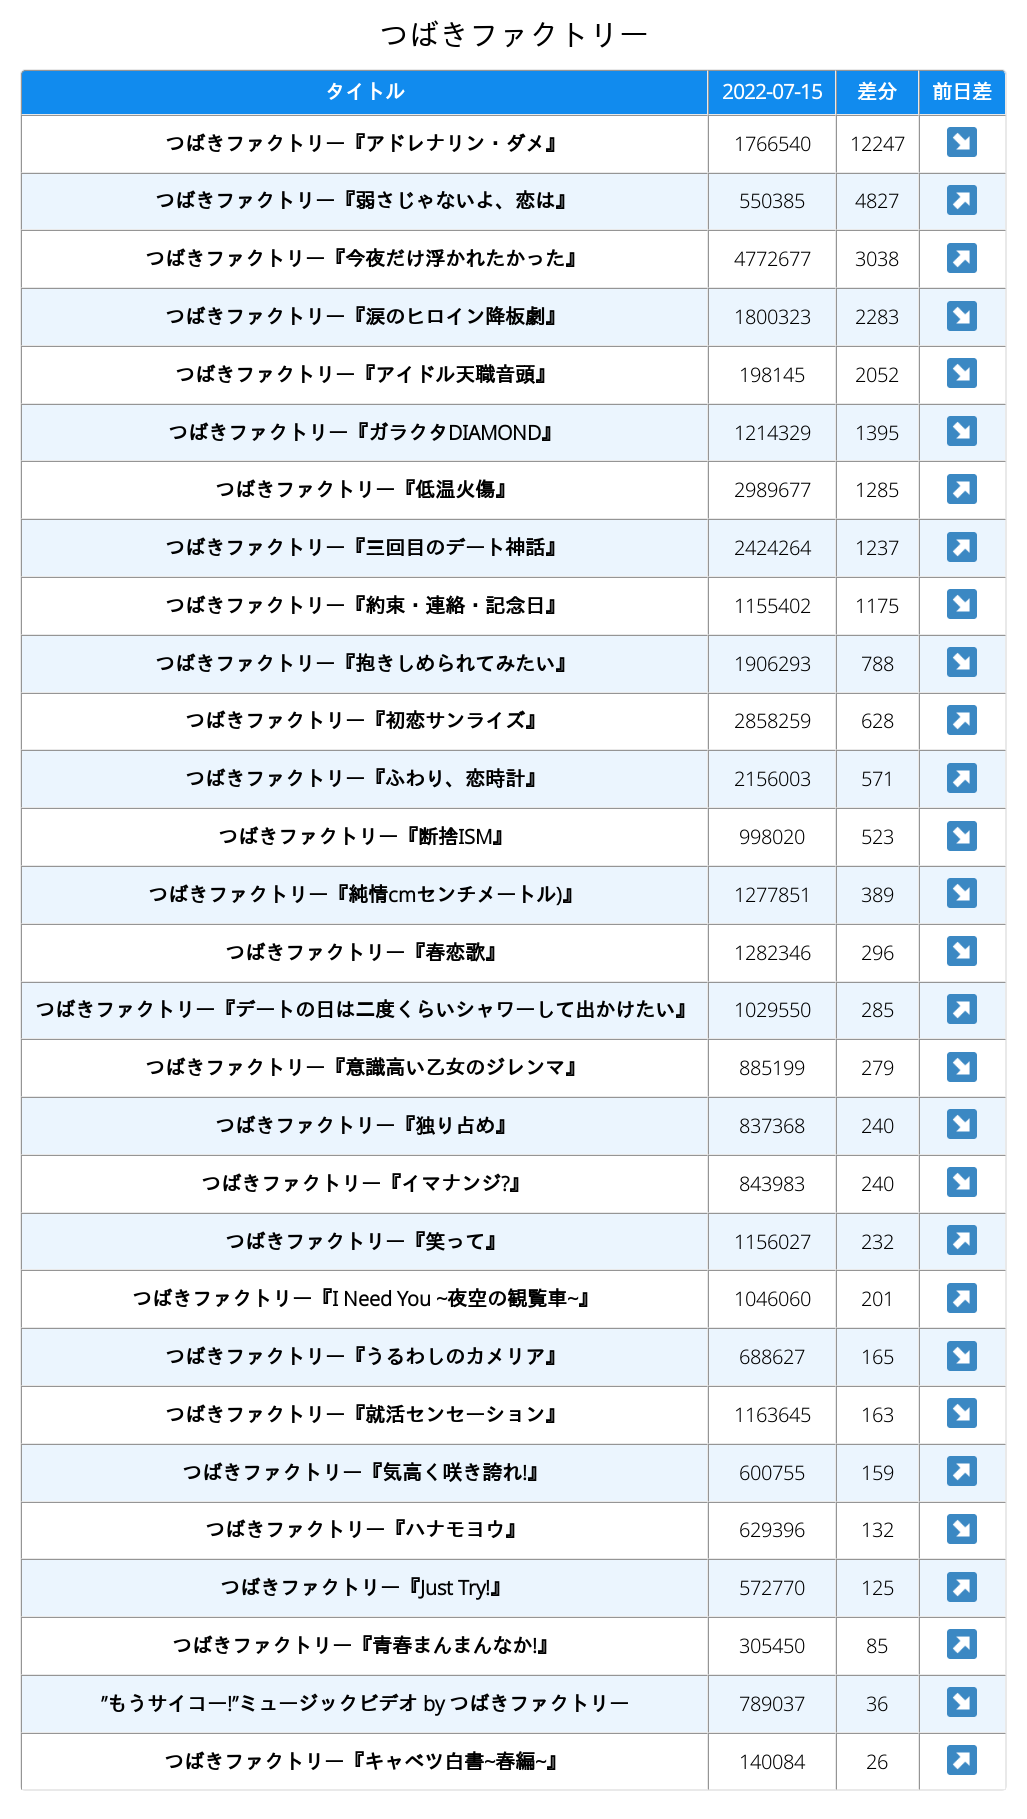 つばきファクトリー
タイトル 2022-07-15 差分 前日差
つばきファクトリー『アドレナリン・ダメ』 1766540 12247 ↘
つばきファクトリー『弱さじゃないよ、恋は』 550385 4827 ↗
つばきファクトリー『今夜だけ浮かれたかった』 4772677 3038 ↗
つばきファクトリー『涙のヒロイン降板劇』 1800323 2283 ↘
つばきファクトリー『アイドル天職音頭』 198145 2052 ↘
つばきファクトリー『ガラクタDIAMOND』 1214329 1395 ↘
つばきファクトリー『低温火傷』 2989677 1285 ↗
つばきファクトリー『三回目のデート神話』 2424264 1237 ↗
つばきファクトリー『約束・連絡・記念日』 1155402 1175 ↘
つばきファクトリー『抱きしめられてみたい』 1906293 788 ↘
つばきファクトリー『初恋サンライズ』 2858259 628 ↗
つばきファクトリー『ふわり、恋時計』 2156003 571 ↗
つばきファクトリー『断捨ISM』 998020 523 ↘
つばきファクトリー『純情cmセンチメートル)』 1277851 389 ↘
つばきファクトリー『春恋歌』 1282346 296 ↘
つばきファクトリー『デートの日は二度くらいシャワーして出かけたい』 1029550 285 ↗
つばきファクトリー『意識高い乙女のジレンマ』 885199 279 ↘
つばきファクトリー『独り占め』 837368 240 ↘
つばきファクトリー『イマナンジ?』 843983 240 ↘
つばきファクトリー『笑って』 1156027 232 ↗
つばきファクトリー『I Need You ~夜空の観覧車~』 1046060 201 ↗
つばきファクトリー『うるわしのカメリア』 688627 165 ↘
つばきファクトリー『就活センセーション』 1163645 163 ↘
つばきファクトリー『気高く咲き誇れ!』 600755 159 ↗
つばきファクトリー『ハナモヨウ』 629396 132 ↘
つばきファクトリー『Just Try!』 572770 125 ↗
つばきファクトリー『青春まんまんなか!』 305450 85 ↗
”もうサイコー!”ミュージックビデオ by つばきファクトリー 789037 36 ↘
つばきファクトリー『キャベツ白書~春編~』 140084 26 ↗